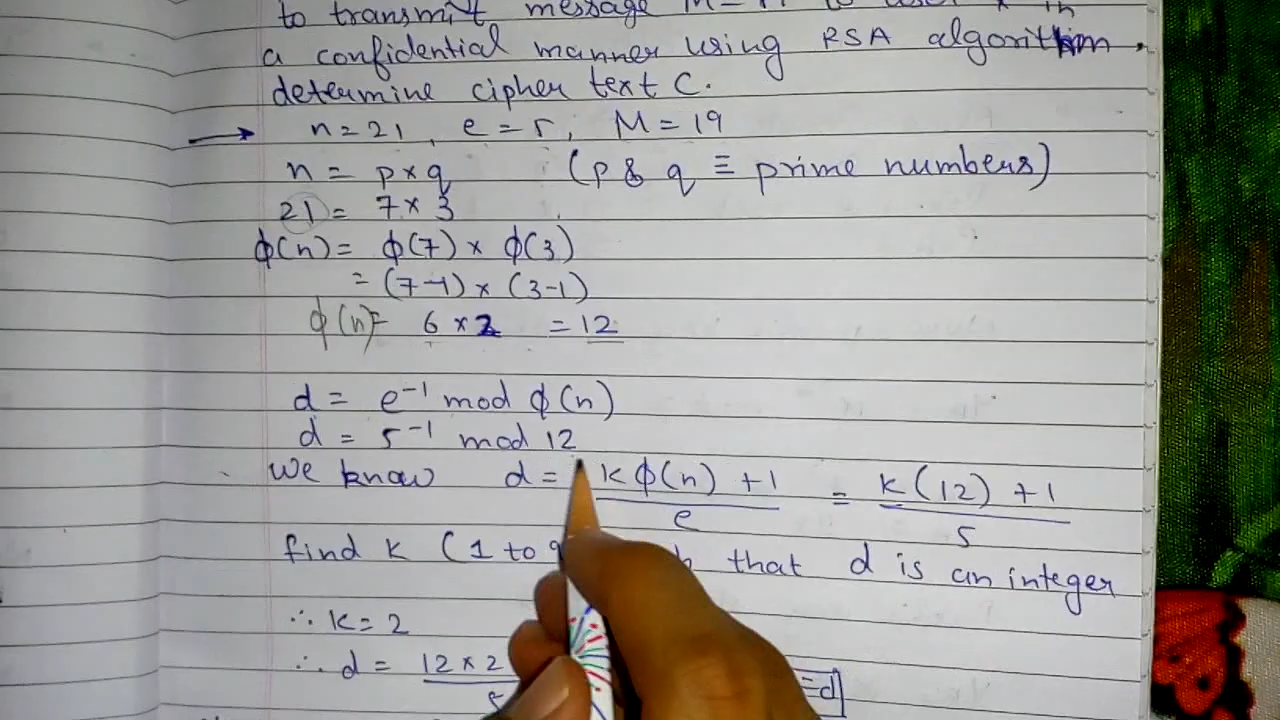 to transmit message M =
a confidential manner using RSA algorithm.
determine cipher text C.
→ n = 21, e = 5, M = 19
n = p × q (p & q ≡ prime numbers)
21 = 7 × 3
ϕ(n) = ϕ(7) × ϕ(3)
= (7-1) × (3-1)
ϕ(n) = 6 × 2 = 12
d = e⁻¹ mod ϕ(n)
d = 5⁻¹ mod 12
We know d = kϕ(n) + 1 / e = k(12) + 1 / 5
find k (1 to that d is an integer
∴ k = 2
∴ d = 12 × 2 =d